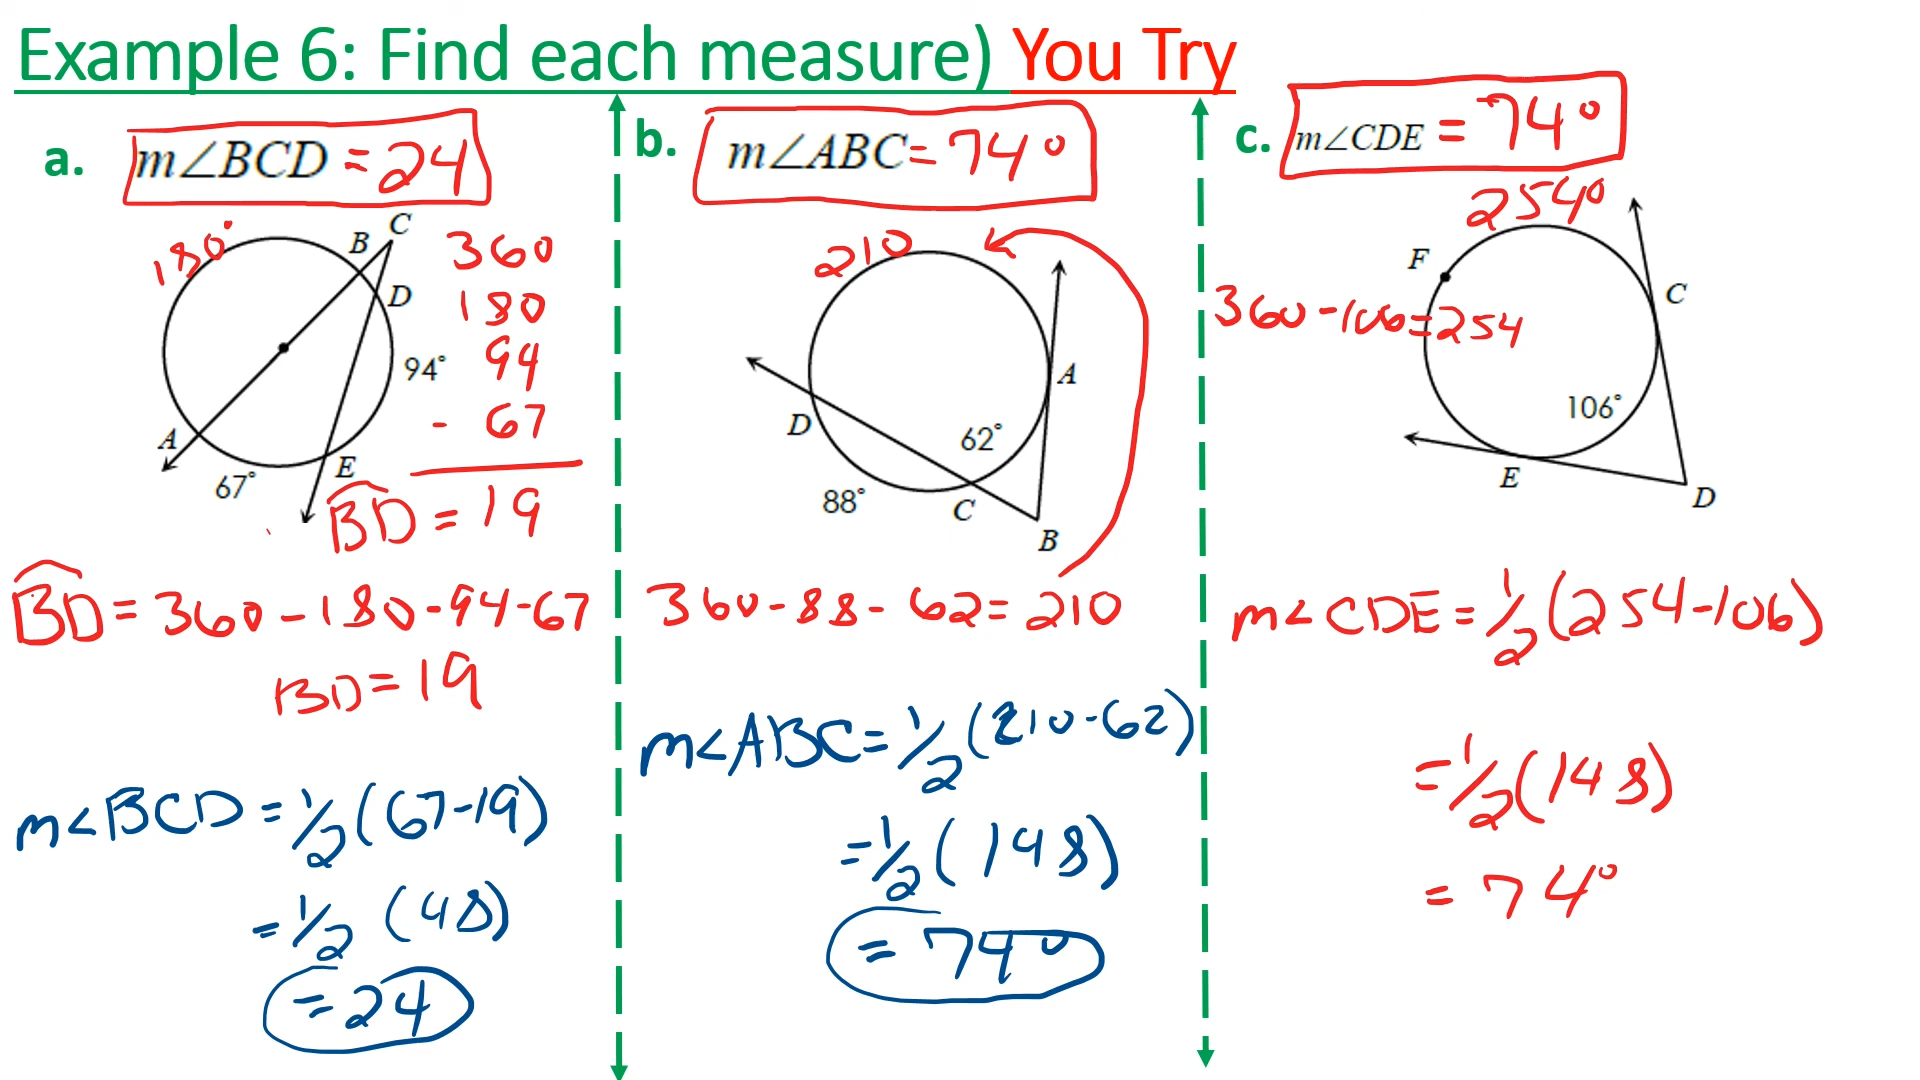 Example 6: Find each measure) You Try
a. m∠BCD = 24
180°
C
B
D
94°
A
E
67°
360
180
94
- 67
BD = 19
BD = 360 - 180 - 94 - 67
BD = 19
m∠BCD = 1/2 (67-19)
= 1/2 (48)
= 24
b. m∠ABC = 74°
210
A
D
62°
88°
C
B
360 - 88 - 62 = 210
m∠ABC = 1/2 (210-62)
= 1/2 (148)
= 74°
c. m∠CDE = 74°
254°
F
C
360 - 106 = 254
106°
E
D
m∠CDE = 1/2 (254-106)
= 1/2 (148)
= 74°